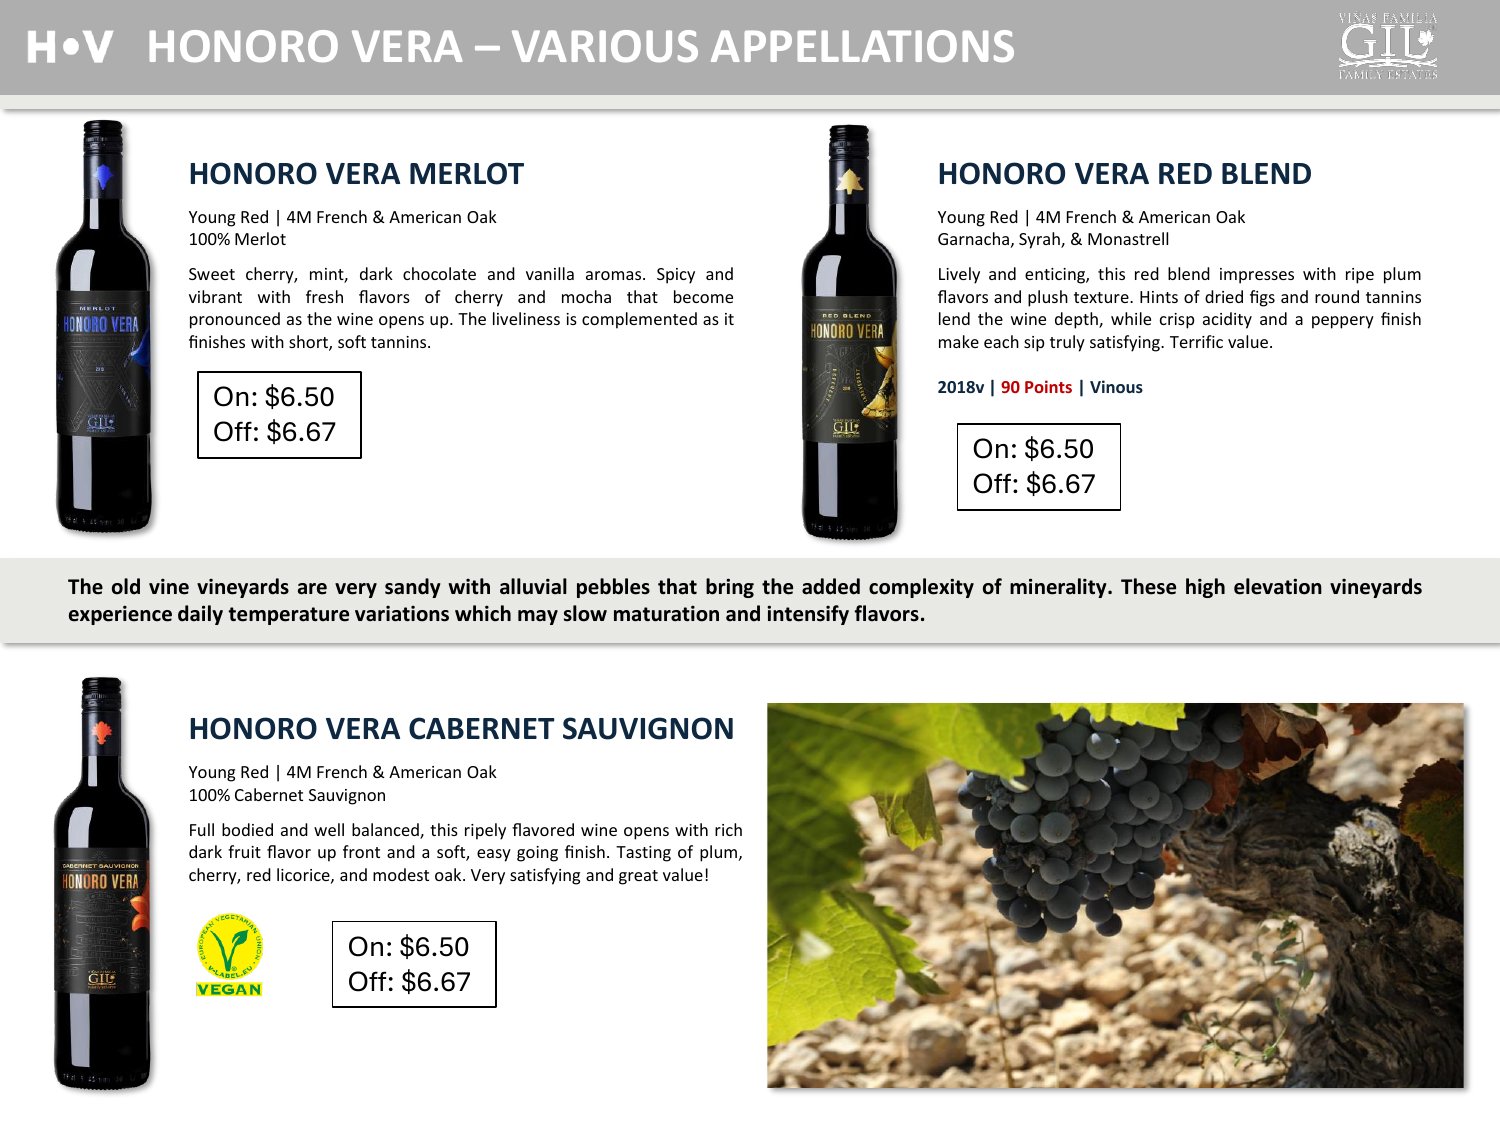 H•V HONORO VERA – VARIOUS APPELLATIONS
VIÑAS FAMILIA
GIL
FAMILY ESTATES
HONORO VERA MERLOT
Young Red | 4M French & American Oak
100% Merlot
Sweet cherry, mint, dark chocolate and vanilla aromas. Spicy and
vibrant with fresh flavors of cherry and mocha that become
pronounced as the wine opens up. The liveliness is complemented as it
finishes with short, soft tannins.
On: $6.50
Off: $6.67
MERLOT
HONORO VERA
GIL
HONORO VERA RED BLEND
Young Red | 4M French & American Oak
Garnacha, Syrah, & Monastrell
Lively and enticing, this red blend impresses with ripe plum
flavors and plush texture. Hints of dried figs and round tannins
lend the wine depth, while crisp acidity and a peppery finish
make each sip truly satisfying. Terrific value.
2018v | 90 Points | Vinous
On: $6.50
Off: $6.67
RED BLEND
HONORO VERA
GIL
The old vine vineyards are very sandy with alluvial pebbles that bring the added complexity of minerality. These high elevation vineyards
experience daily temperature variations which may slow maturation and intensify flavors.
HONORO VERA CABERNET SAUVIGNON
Young Red | 4M French & American Oak
100% Cabernet Sauvignon
Full bodied and well balanced, this ripely flavored wine opens with rich
dark fruit flavor up front and a soft, easy going finish. Tasting of plum,
cherry, red licorice, and modest oak. Very satisfying and great value!
EUROPEAN VEGETARIAN UNION
V-LABEL.EU
VEGAN
On: $6.50
Off: $6.67
CABERNET SAUVIGNON
HONORO VERA
GIL